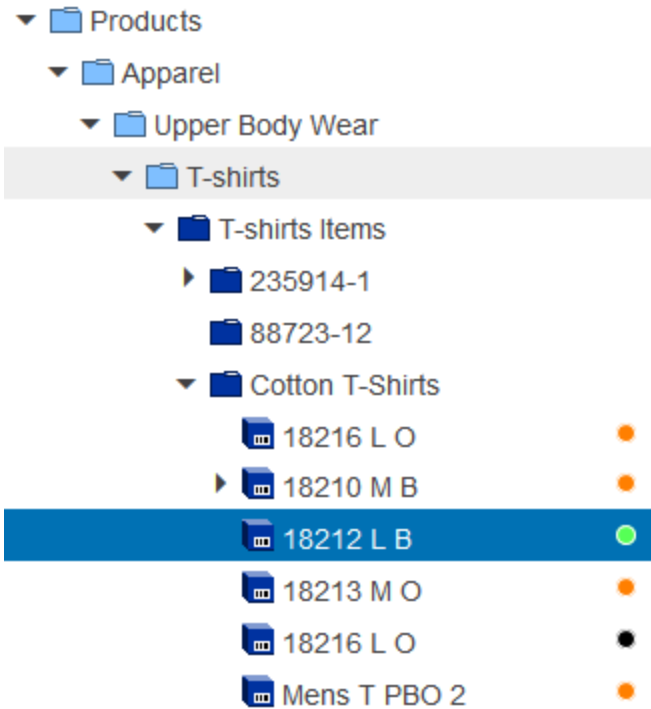 Products
Apparel
Upper Body Wear
T-shirts
T-shirts Items
235914-1
88723-12
Cotton T-Shirts
18216 L O
18210 M B
18212 L B
18213 M O
18216 L O
Mens T PBO 2